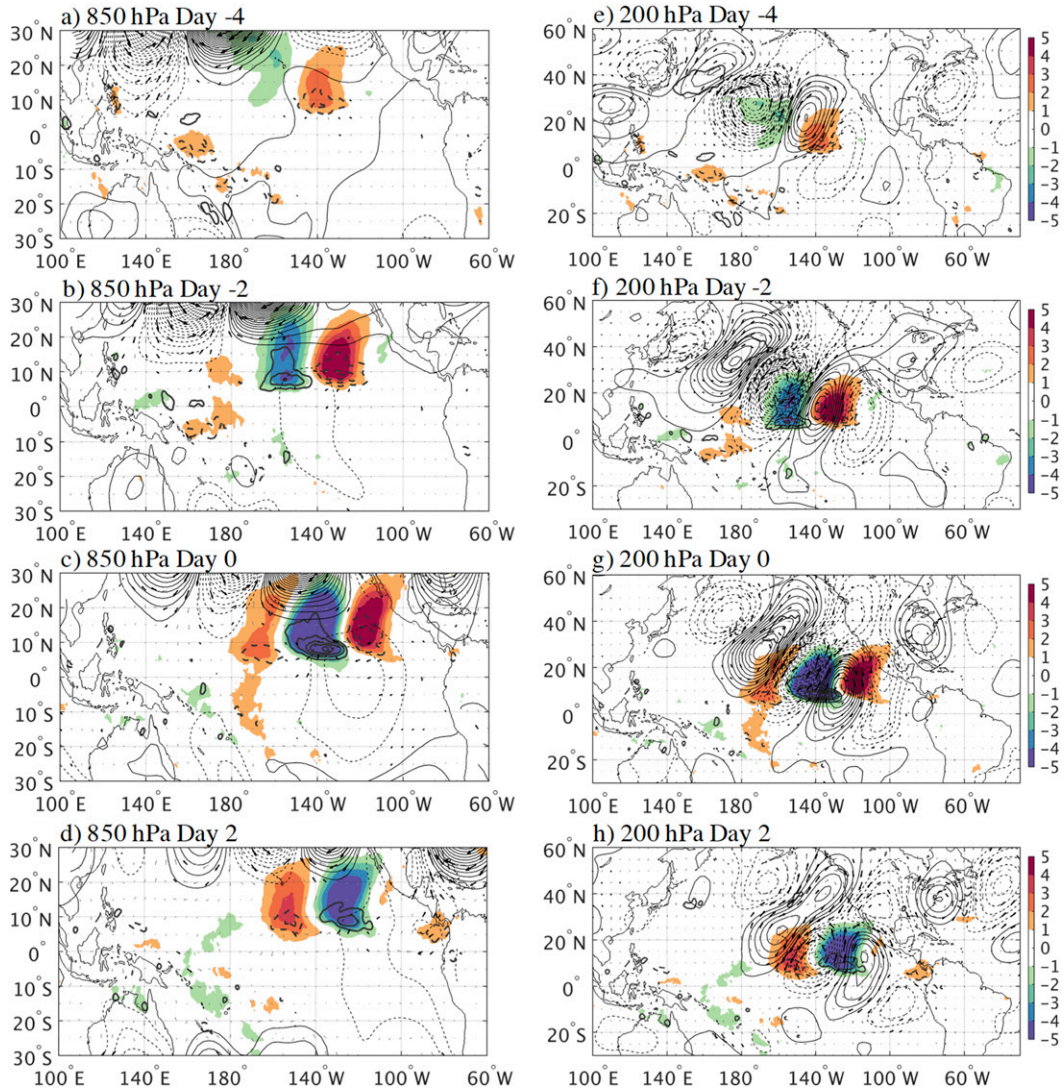 a) 850 hPa Day -4
30°N
20°N
10°N
0°
10°S
20°S
30°S
100°E 140°E 180° 140°W 100°W 60°W
b) 850 hPa Day -2
30°N
20°N
10°N
0°
10°S
20°S
30°S
100°E 140°E 180° 140°W 100°W 60°W
c) 850 hPa Day 0
30°N
20°N
10°N
0°
10°S
20°S
30°S
100°E 140°E 180° 140°W 100°W 60°W
d) 850 hPa Day 2
30°N
20°N
10°N
0°
10°S
20°S
30°S
100°E 140°E 180° 140°W 100°W 60°W
e) 200 hPa Day -4
60°N
40°N
20°N
0°
20°S
100°E 140°E 180° 140°W 100°W 60°W
5
4
3
2
1
0
-1
-2
-3
-4
-5
f) 200 hPa Day -2
60°N
40°N
20°N
0°
20°S
100°E 140°E 180° 140°W 100°W 60°W
5
4
3
2
1
0
-1
-2
-3
-4
-5
g) 200 hPa Day 0
60°N
40°N
20°N
0°
20°S
100°E 140°E 180° 140°W 100°W 60°W
5
4
3
2
1
0
-1
-2
-3
-4
-5
h) 200 hPa Day 2
60°N
40°N
20°N
0°
20°S
100°E 140°E 180° 140°W 100°W 60°W
5
4
3
2
1
0
-1
-2
-3
-4
-5